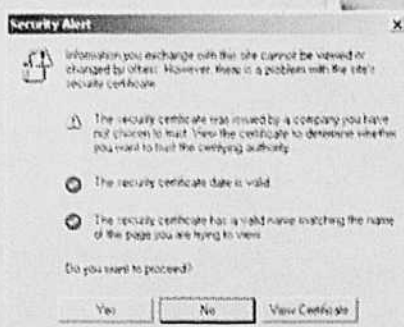 Security Alert
Information you exchange with this site cannot be viewed or
changed by others. However, there is a problem with the site's
security certificate.
The security certificate was issued by a company you have
not chosen to trust. View the certificate to determine whether
you want to trust the certifying authority.
The security certificate date is valid.
The security certificate has a valid name matching the name
of the page you are trying to view.
Do you want to proceed?
Yes
No
View Certificate